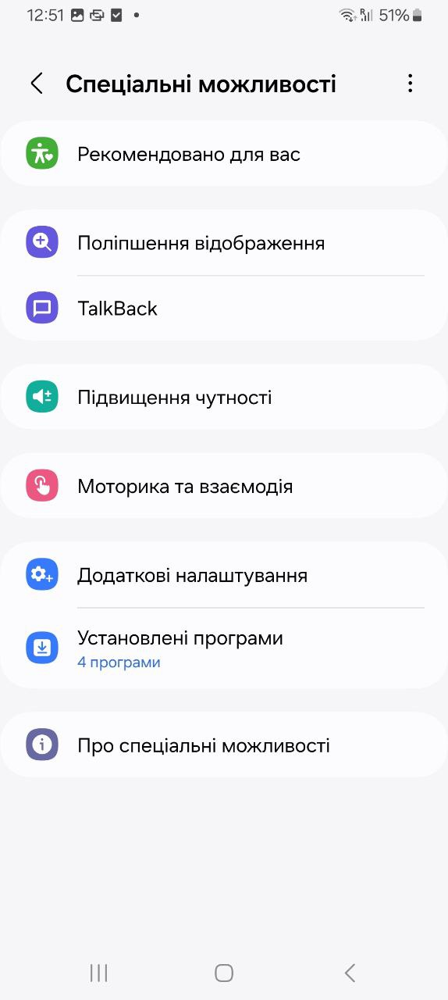 12:51 R 51%
Спеціальні можливості
Рекомендовано для вас
Поліпшення відображення
TalkBack
Підвищення чутності
Моторика та взаємодія
Додаткові налаштування
Установлені програми
4 програми
Про спеціальні можливості